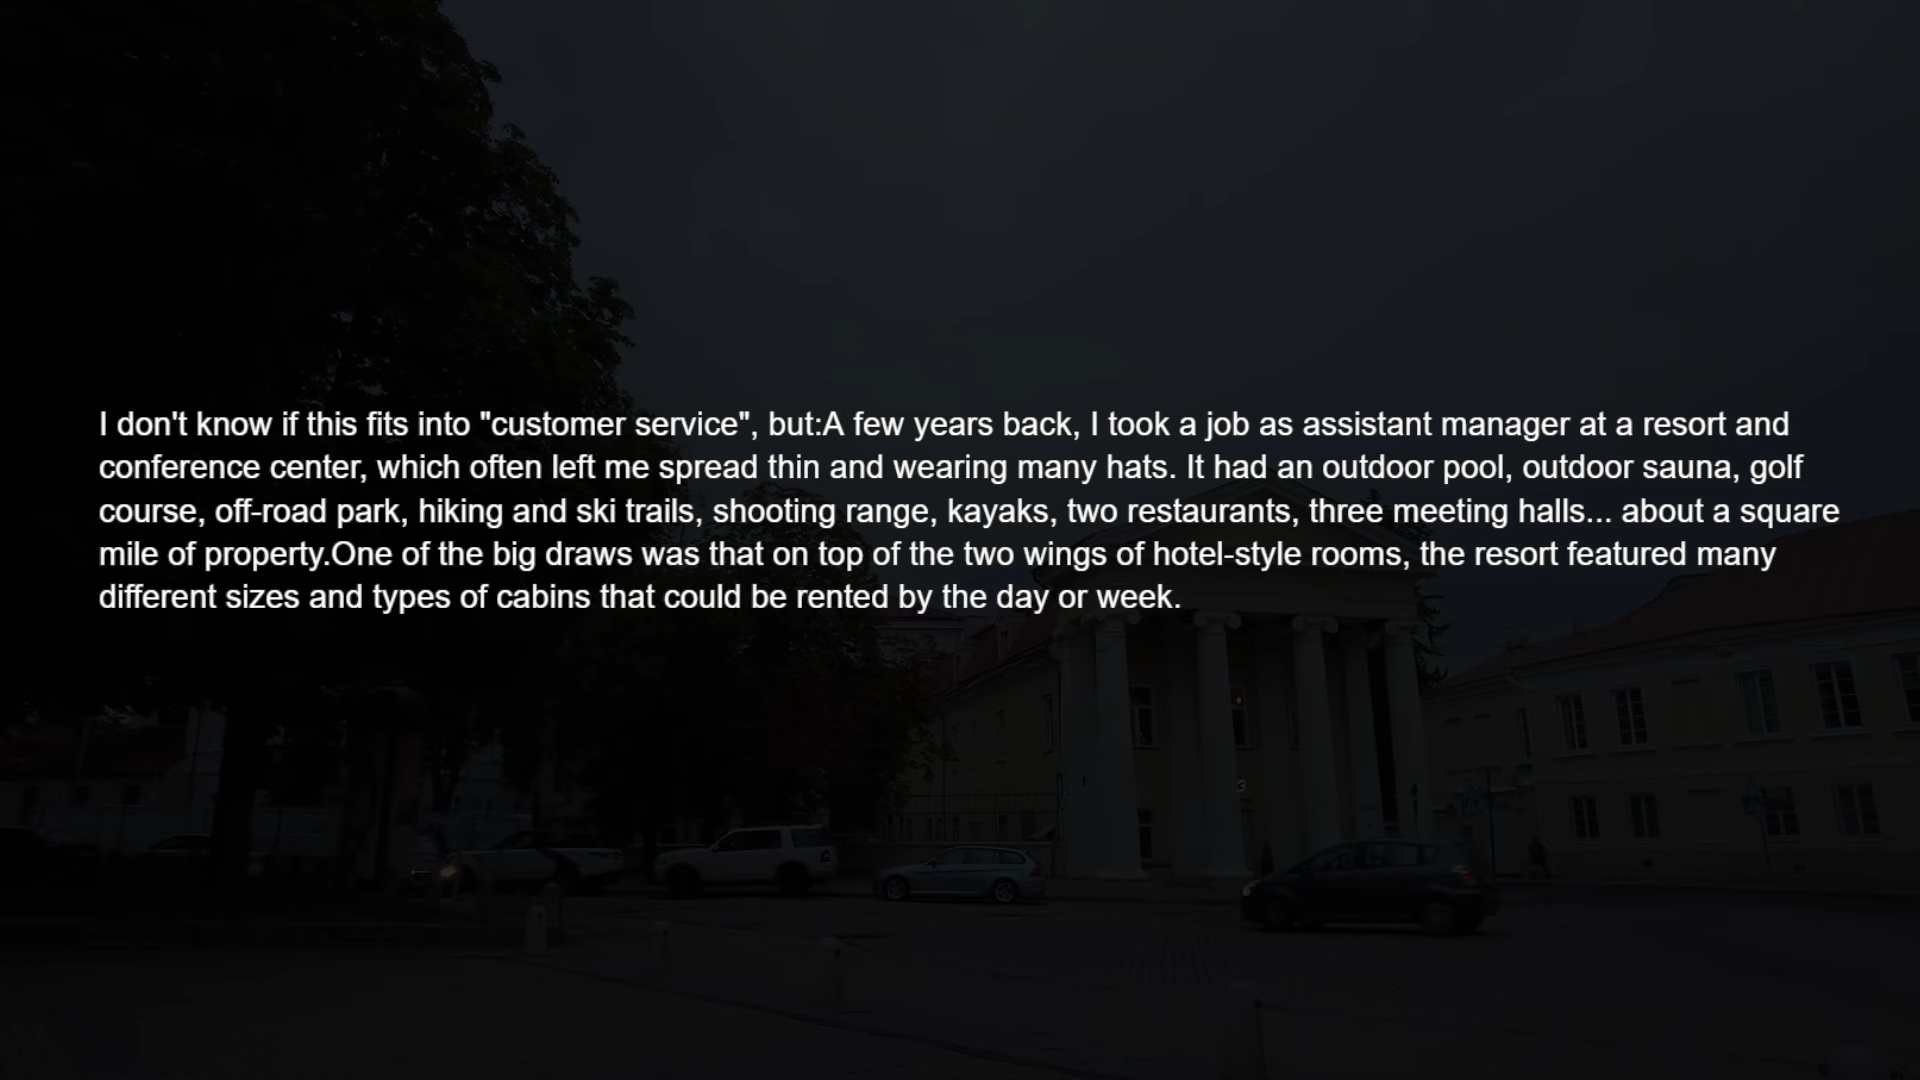 I don't know if this fits into "customer service", but:A few years back, I took a job as assistant manager at a resort and
conference center, which often left me spread thin and wearing many hats. It had an outdoor pool, outdoor sauna, golf
course, off-road park, hiking and ski trails, shooting range, kayaks, two restaurants, three meeting halls... about a square
mile of property.One of the big draws was that on top of the two wings of hotel-style rooms, the resort featured many
different sizes and types of cabins that could be rented by the day or week.